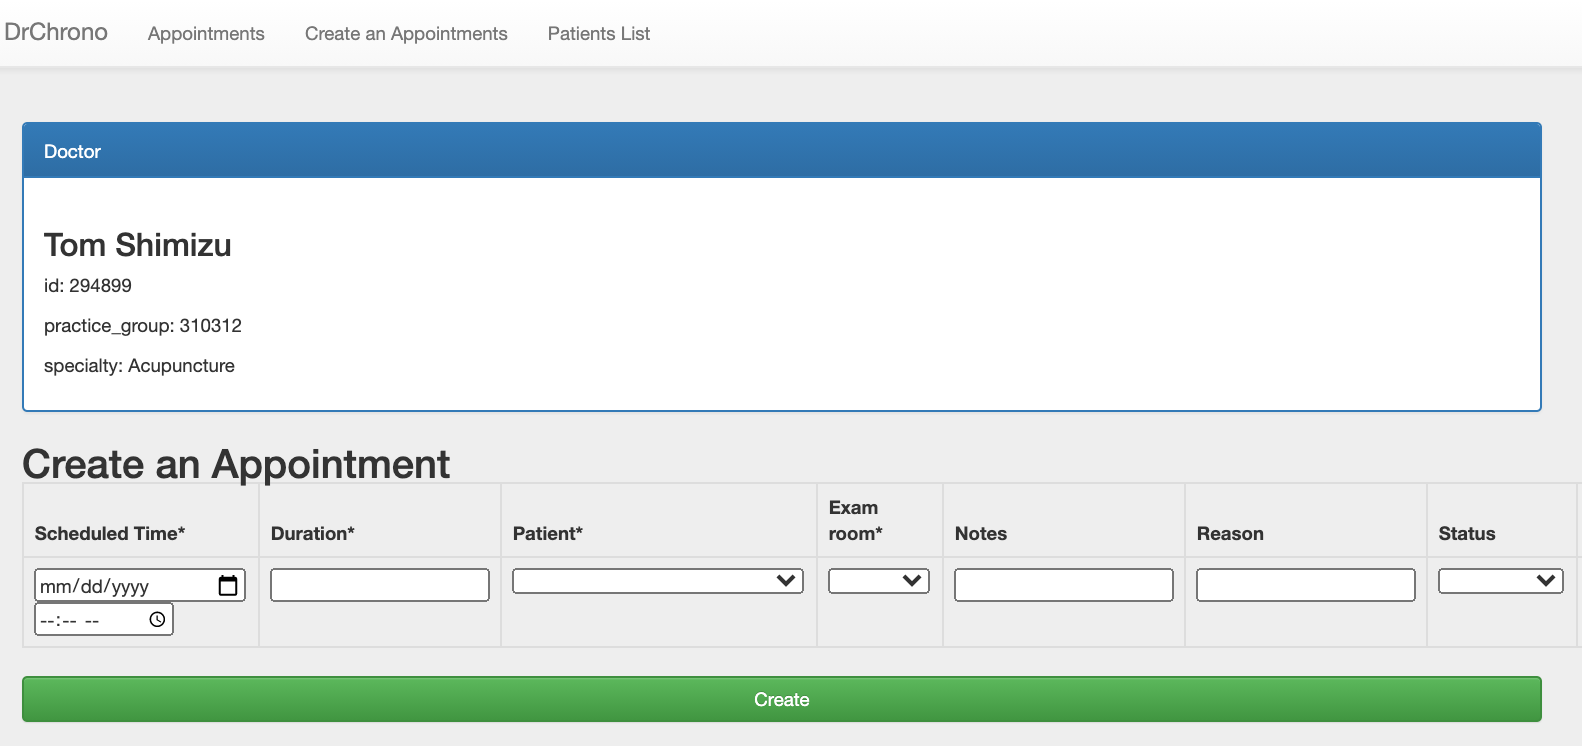 DrChrono Appointments Create an Appointments Patients List
Doctor
Tom Shimizu
id: 294899
practice_group: 310312
specialty: Acupuncture
Create an Appointment
Scheduled Time* Duration* Patient* Exam room* Notes Reason Status
mm/dd/yyyy
--:-- --
Create